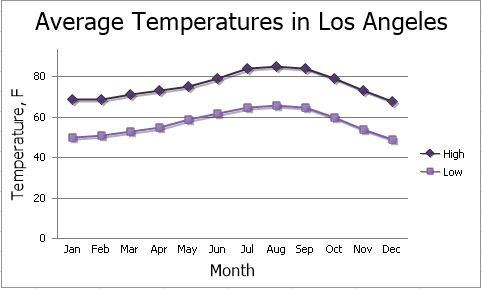 Average Temperatures in Los Angeles
Temperature, F
80
60
40
20
0
Jan Feb Mar Apr May Jun Jul Aug Sep Oct Nov Dec
Month
High
Low